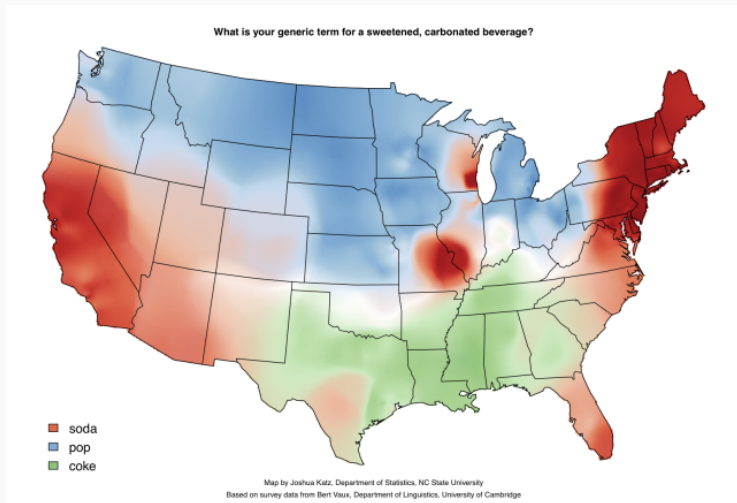 What is your generic term for a sweetened, carbonated beverage?
soda
pop
coke
Map by Joshua Katz, Department of Statistics, NC State University
Based on survey data from Bert Vaux, Department of Linguistics, University of Cambridge